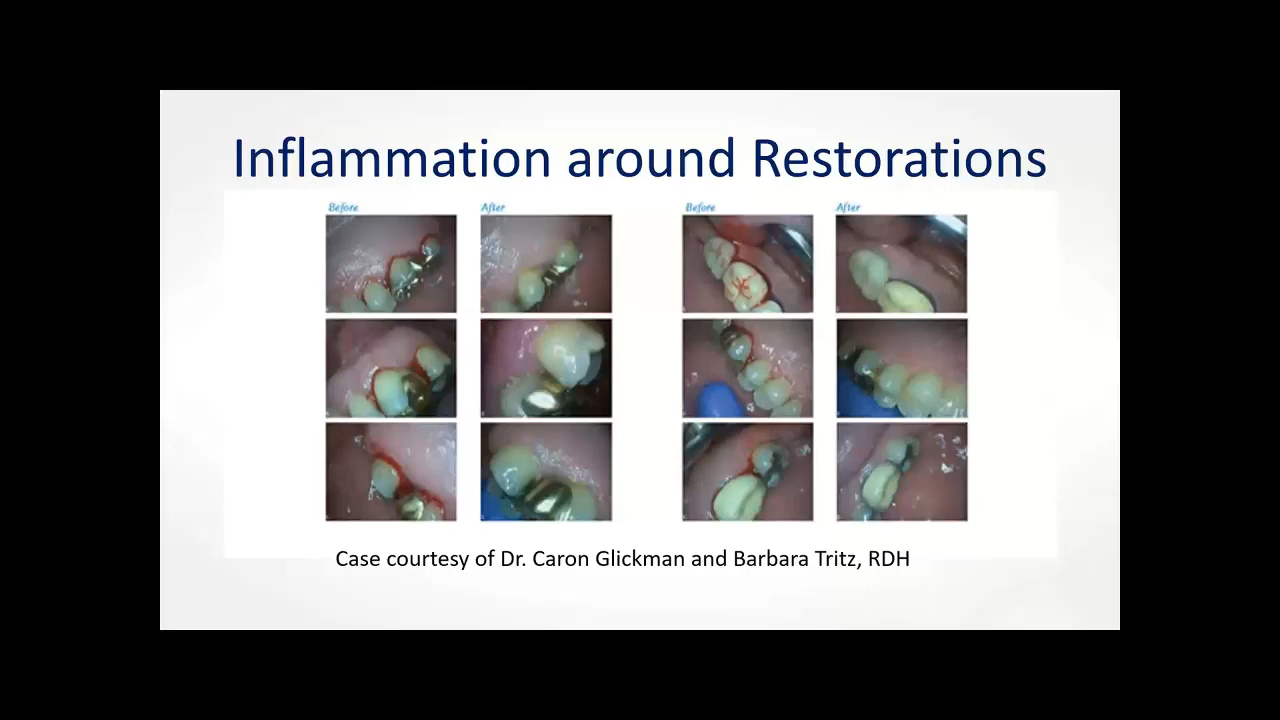 Inflammation around Restorations
Before
After
Before
After
Case courtesy of Dr. Caron Glickman and Barbara Tritz, RDH